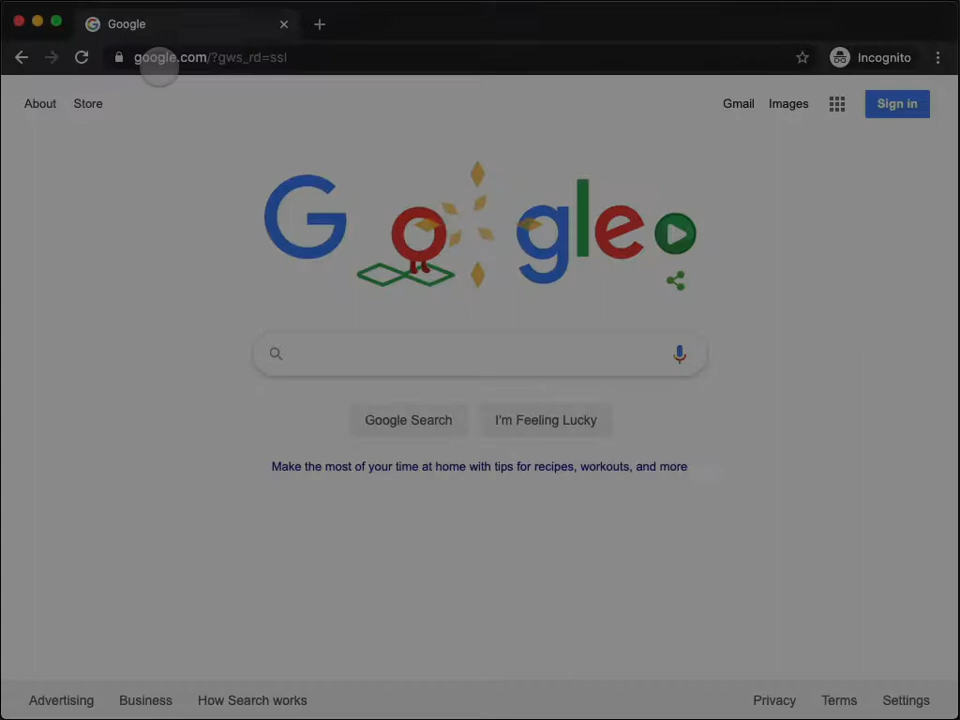 Google
google.com/?gws_rd=ssl
Incognito
About
Store
Gmail
Images
Sign in
Google
Google Search
I'm Feeling Lucky
Make the most of your time at home with tips for recipes, workouts, and more
Advertising
Business
How Search works
Privacy
Terms
Settings